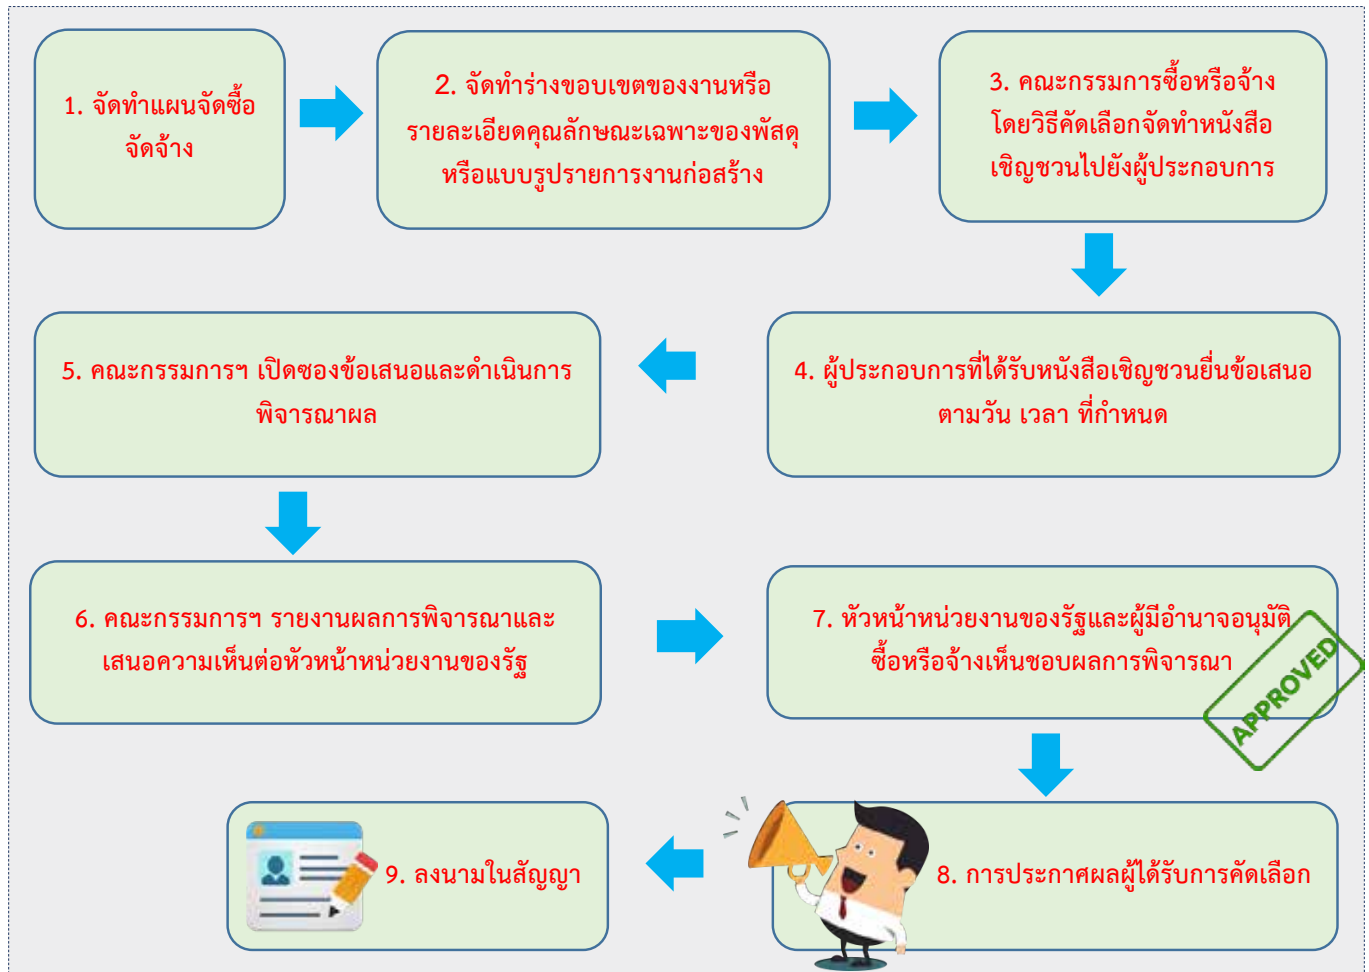 1. จัดทำแผนจัดซื้อ
จัดจ้าง
2. จัดทำร่างขอบเขตของงานหรือ
รายละเอียดคุณลักษณะเฉพาะของพัสดุ
หรือแบบรูปรายการงานก่อสร้าง
3. คณะกรรมการซื้อหรือจ้าง
โดยวิธีคัดเลือกจัดทำหนังสือ
เชิญชวนไปยังผู้ประกอบการ
4. ผู้ประกอบการที่ได้รับหนังสือเชิญชวนยื่นข้อเสนอ
ตามวัน เวลา ที่กำหนด
5. คณะกรรมการฯ เปิดซองข้อเสนอและดำเนินการ
พิจารณาผล
6. คณะกรรมการฯ รายงานผลการพิจารณาและ
เสนอความเห็นต่อหัวหน้าหน่วยงานของรัฐ
7. หัวหน้าหน่วยงานของรัฐและผู้มีอำนาจอนุมัติ
ซื้อหรือจ้างเห็นชอบผลการพิจารณา
APPROVED
8. การประกาศผลผู้ได้รับการคัดเลือก
9. ลงนามในสัญญา